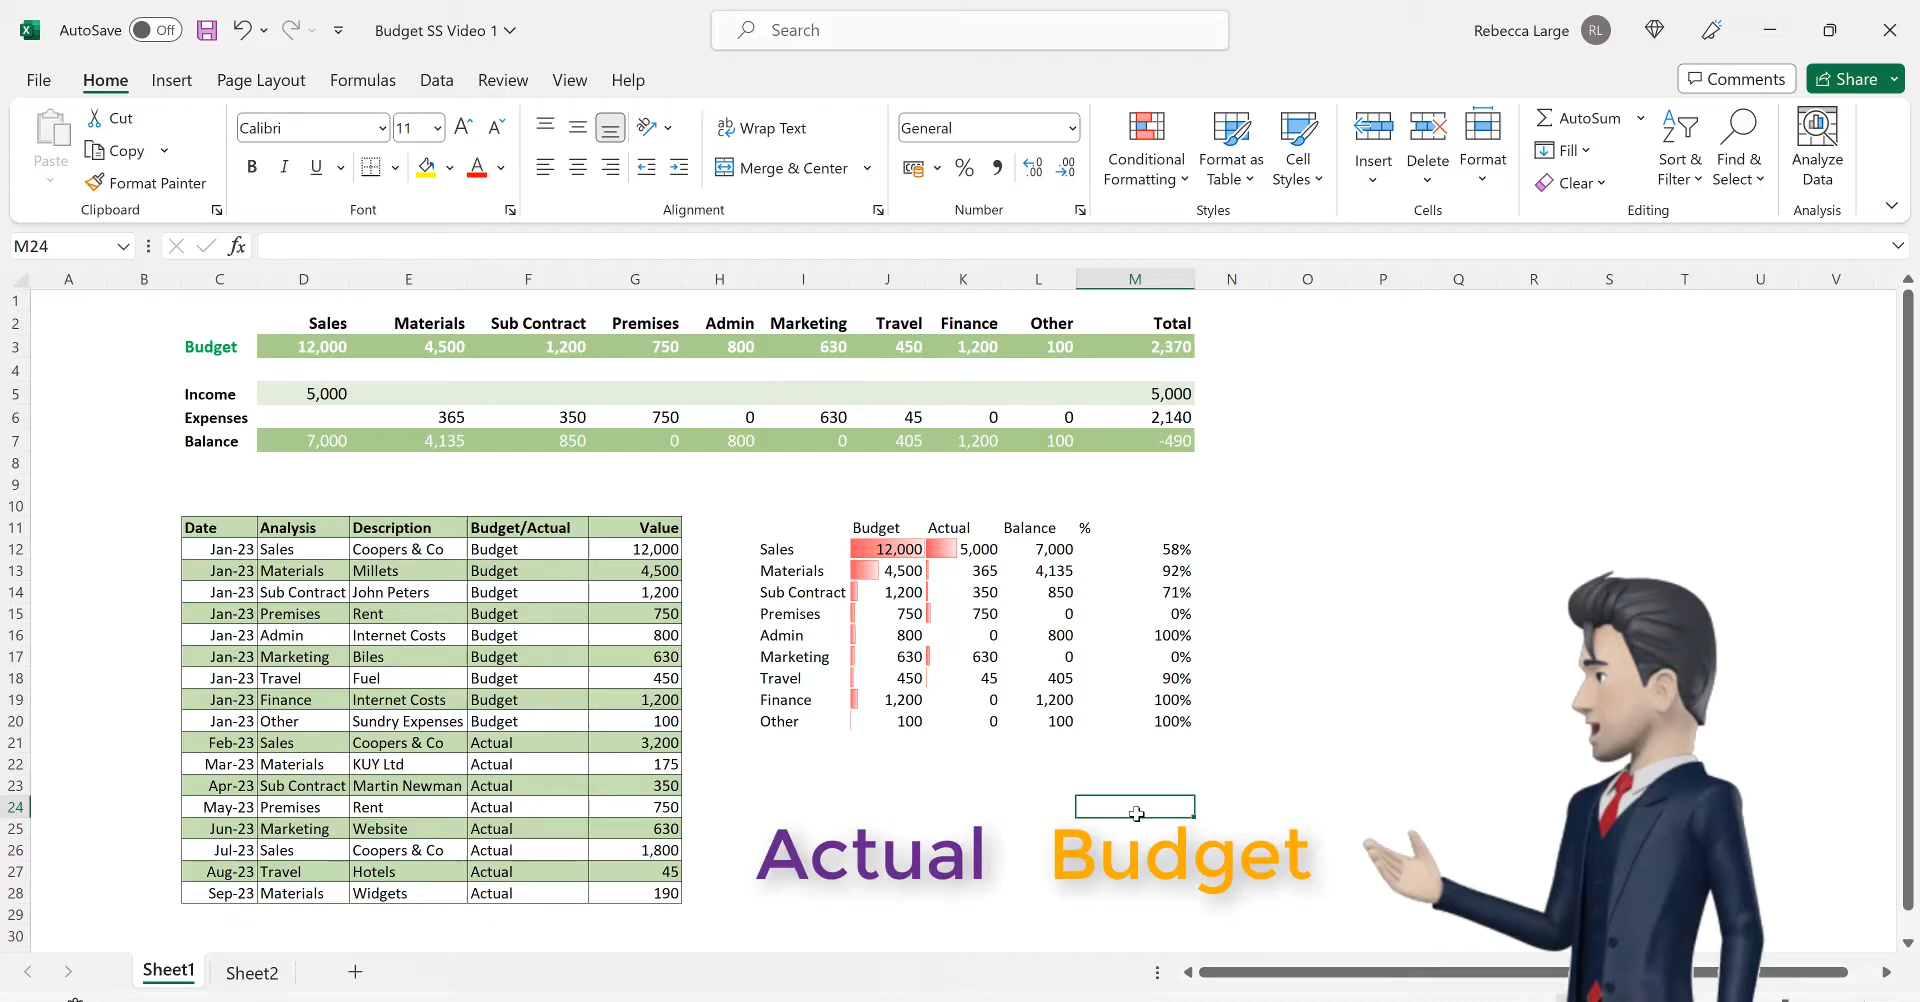 AutoSave Off Budget SS Video 1 Search Rebecca Large RL
File Home Insert Page Layout Formulas Data Review View Help Comments Share
Paste Cut Copy Format Painter Clipboard
Calibri 11 B I U A Font
Wrap Text Merge & Center Alignment
General % Number
Conditional Formatting Format as Table Cell Styles Styles
Insert Delete Format Cells
AutoSum Fill Clear Sort & Filter Find & Select Editing
Analyze Data Analysis
M24 fx
A B C D E F G H I J K L M N O P Q R S T U V
1
2 Sales Materials Sub Contract Premises Admin Marketing Travel Finance Other Total
3 Budget 12,000 4,500 1,200 750 800 630 450 1,200 100 2,370
4
5 Income 5,000 5,000
6 Expenses 365 350 750 0 630 45 0 0 2,140
7 Balance 7,000 4,135 850 0 800 0 405 1,200 100 -490
8
9
10
11 Date Analysis Description Budget/Actual Value Budget Actual Balance %
12 Jan-23 Sales Coopers & Co Budget 12,000 Sales 12,000 5,000 7,000 58%
13 Jan-23 Materials Millets Budget 4,500 Materials 4,500 365 4,135 92%
14 Jan-23 Sub Contract John Peters Budget 1,200 Sub Contract 1,200 350 850 71%
15 Jan-23 Premises Rent Budget 750 Premises 750 750 0 0%
16 Jan-23 Admin Internet Costs Budget 800 Admin 800 0 800 100%
17 Jan-23 Marketing Biles Budget 630 Marketing 630 630 0 0%
18 Jan-23 Travel Fuel Budget 450 Travel 450 45 405 90%
19 Jan-23 Finance Internet Costs Budget 1,200 Finance 1,200 0 1,200 100%
20 Jan-23 Other Sundry Expenses Budget 100 Other 100 0 100 100%
21 Feb-23 Sales Coopers & Co Actual 3,200
22 Mar-23 Materials KUY Ltd Actual 175
23 Apr-23 Sub Contract Martin Newman Actual 350
24 May-23 Premises Rent Actual 750
25 Jun-23 Marketing Website Actual 630
26 Jul-23 Sales Coopers & Co Actual 1,800
27 Aug-23 Travel Hotels Actual 45
28 Sep-23 Materials Widgets Actual 190
29
30
Actual Budget
Sheet1 Sheet2